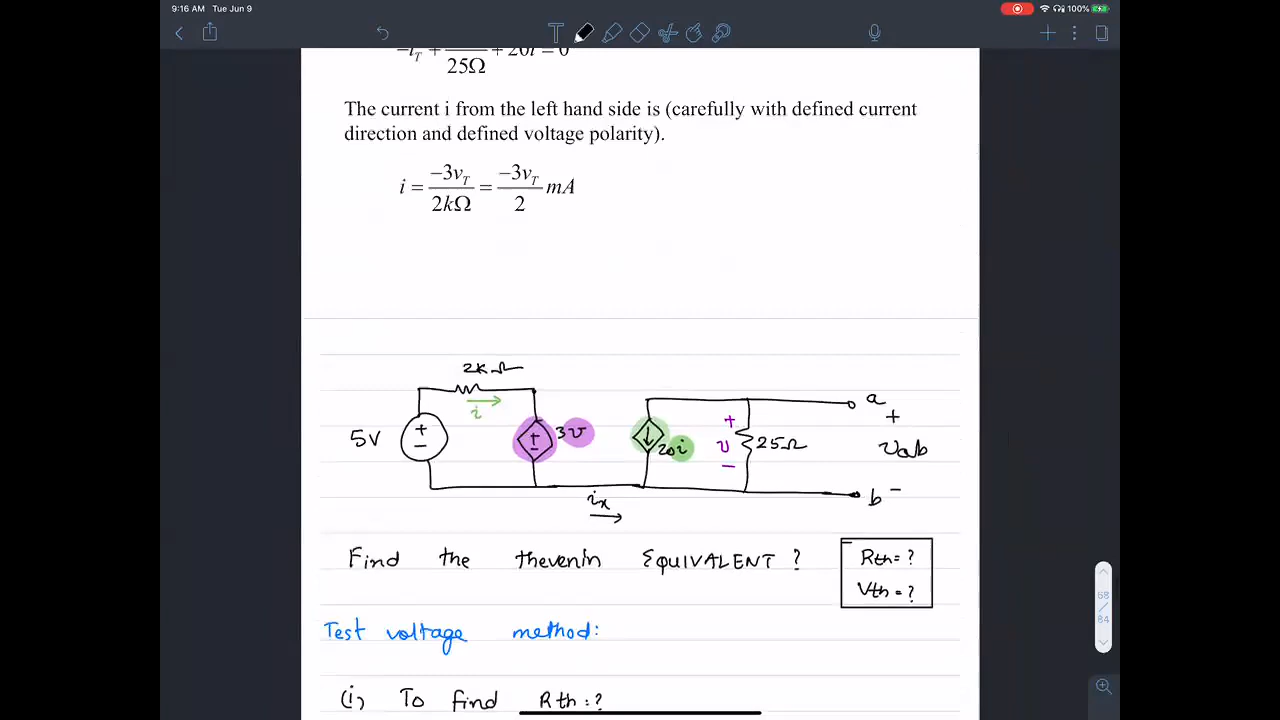 9:16 AM Tue Jun 9
100%
T
25Ω
The current i from the left hand side is (carefully with defined current
direction and defined voltage polarity).
i = −3v_T / 2kΩ = −3v_T / 2 mA
2kΩ
i
5V
+
−
+
−
3v
20i
+
v
−
25Ω
a
+
vab
b −
ix
Find the thevenin EQUIVALENT ?
Rth = ?
Vth = ?
Test voltage method:
(i) To find Rth = ?
58
/
84